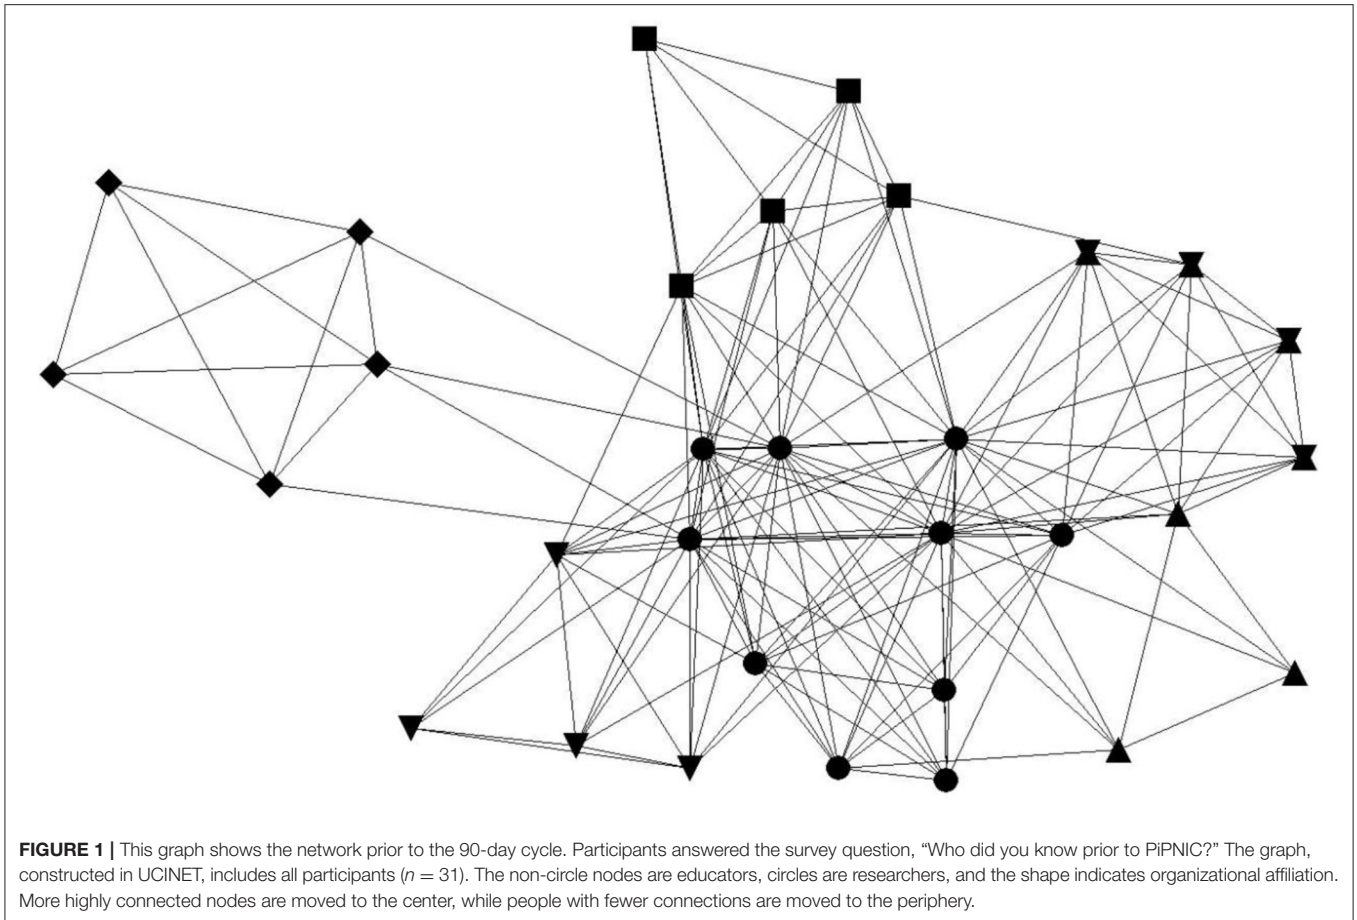 FIGURE 1 | This graph shows the network prior to the 90-day cycle. Participants answered the survey question, “Who did you know prior to PiPNIC?” The graph,
constructed in UCINET, includes all participants (n = 31). The non-circle nodes are educators, circles are researchers, and the shape indicates organizational affiliation.
More highly connected nodes are moved to the center, while people with fewer connections are moved to the periphery.